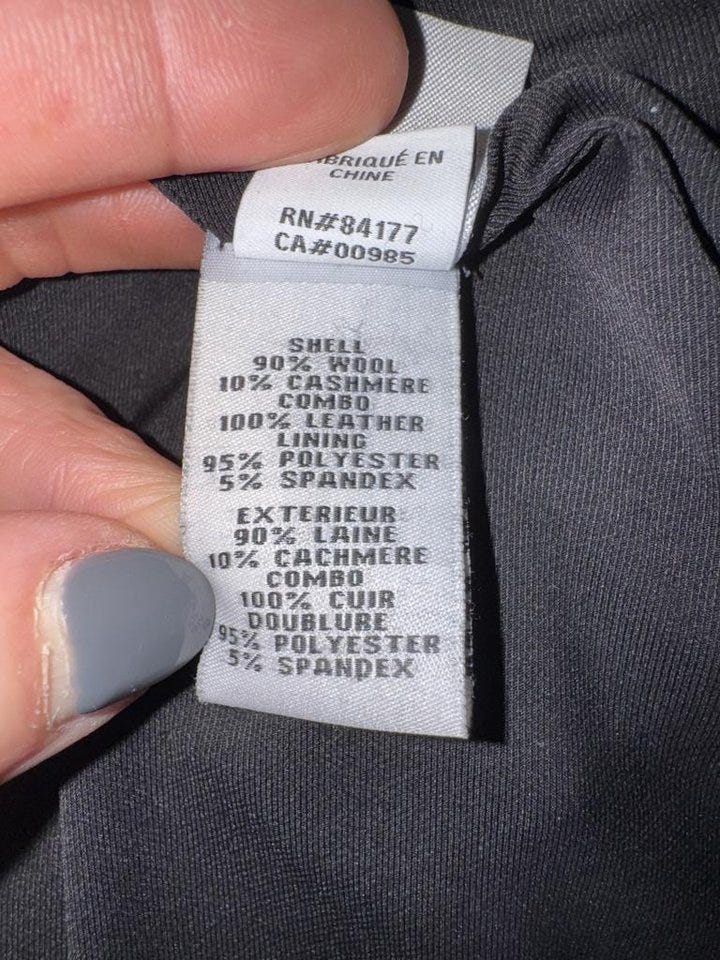 EN
CHINE
RN#84177
CA#00985
SHELL
90% WOOL
10% CASHMERE
COMBO
100% LEATHER
LINING
95% POLYESTER
5% SPANDEX
EXTERIEUR
90% LAINE
10% CACHMERE
COMBO
100% CUIR
DOUBLURE
95% POLYESTER
5% SPANDEX